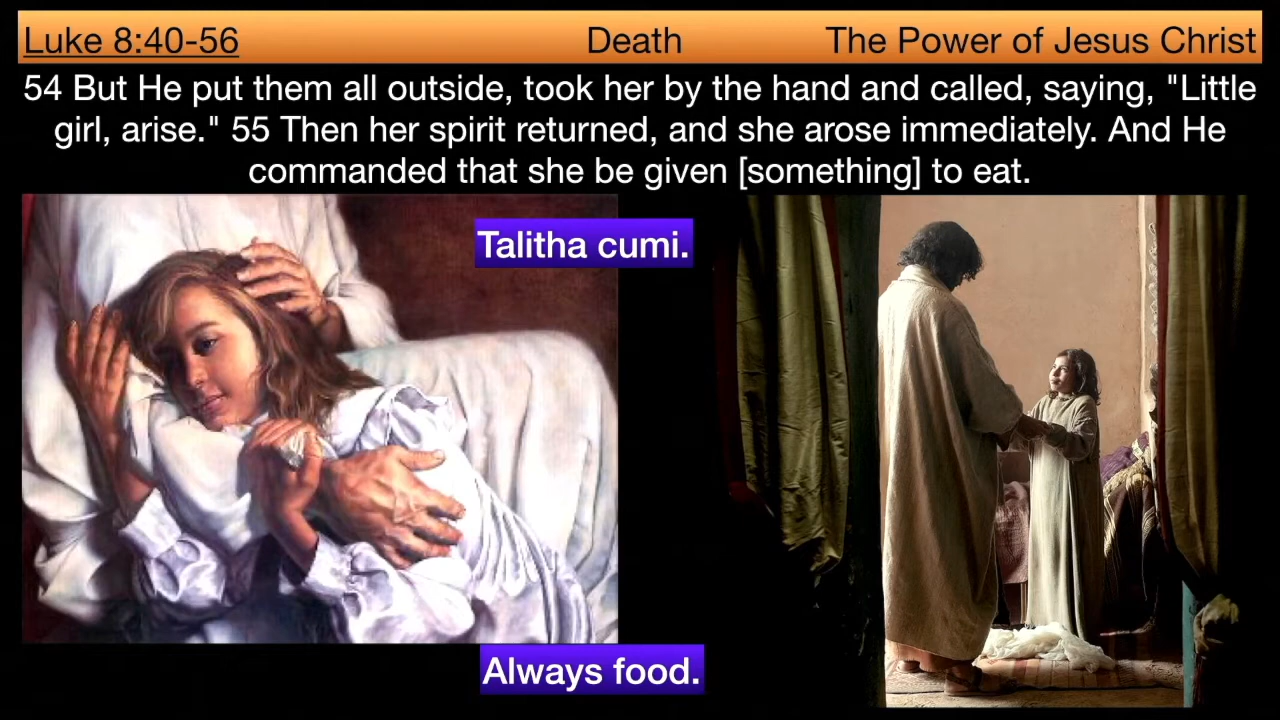 Luke 8:40-56 Death The Power of Jesus Christ
54 But He put them all outside, took her by the hand and called, saying, "Little
girl, arise." 55 Then her spirit returned, and she arose immediately. And He
commanded that she be given [something] to eat.
Talitha cumi.
Always food.